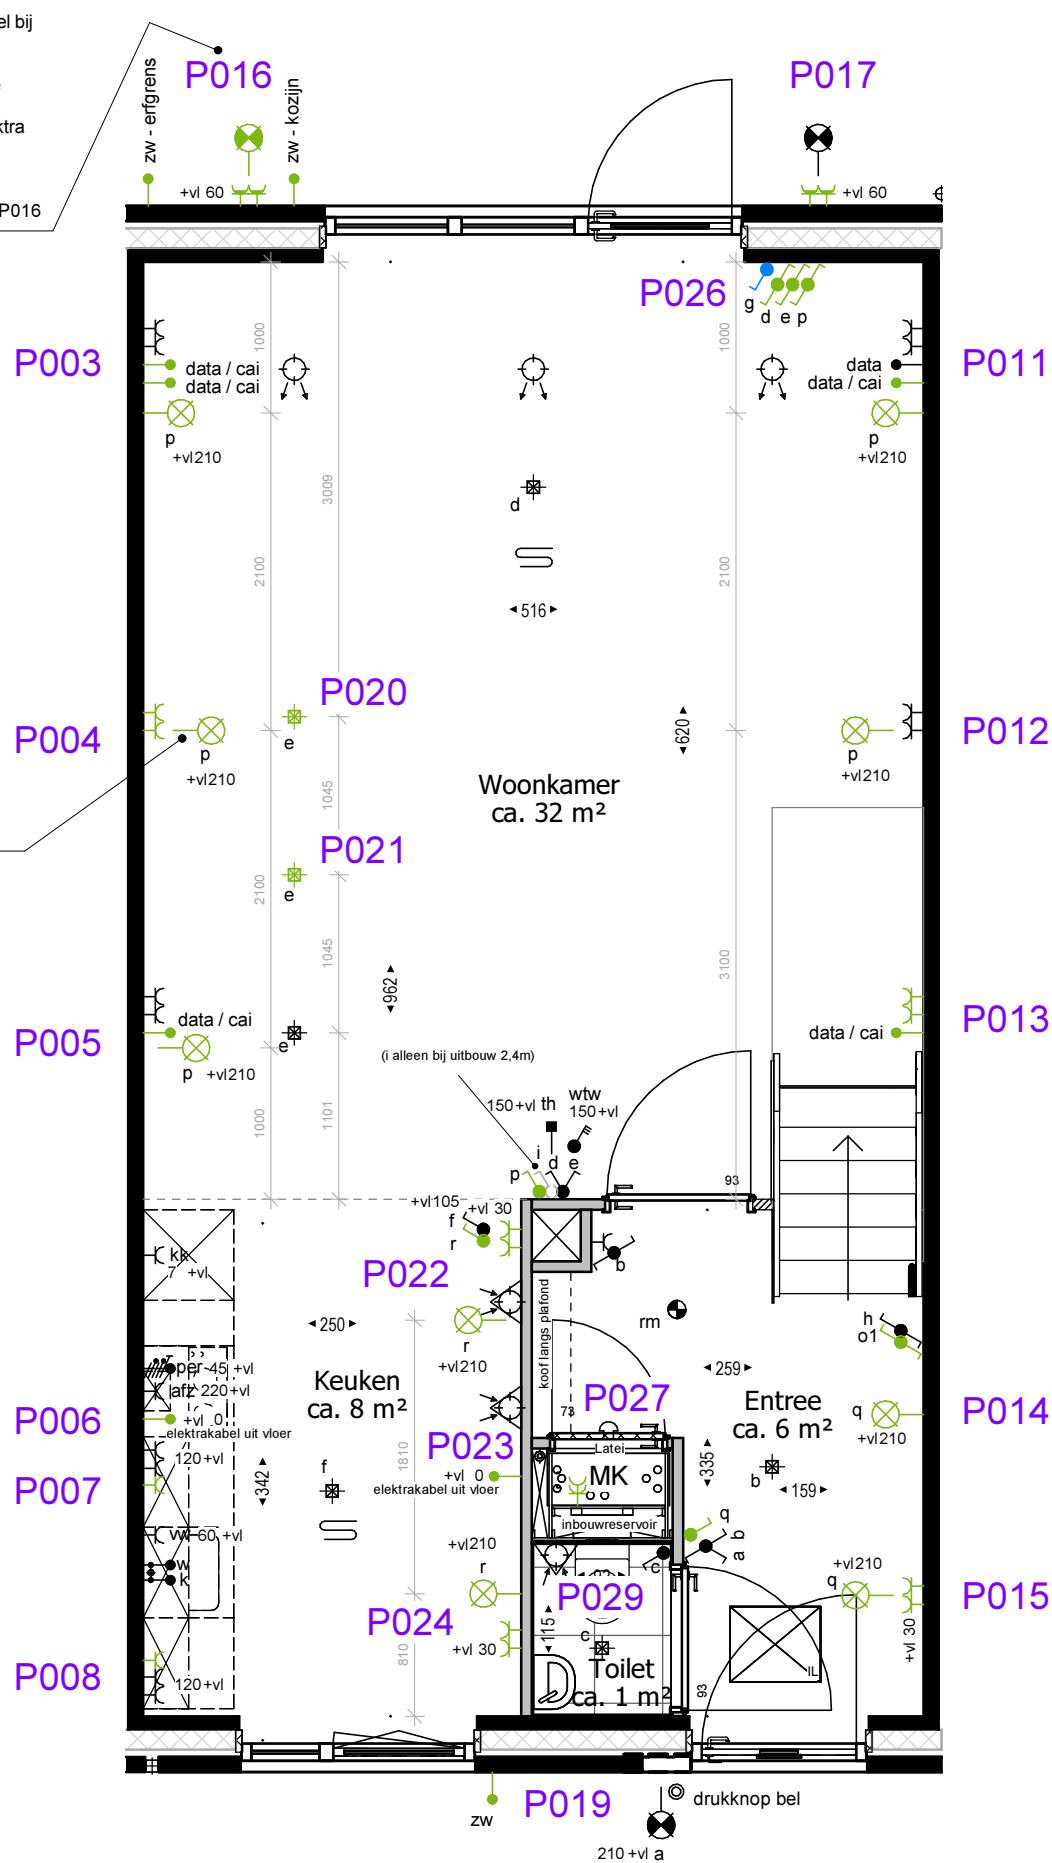 el bij
P016
P017
zw - erfgrens
zw - kozijn
ktra
+vl 60
+vl 60
P016
P026
g
d e p
1000
1000
P003
data / cai
data / cai
data
data / cai
P011
p
+vl210
p
+vl210
3009
d
2100
2100
516
P020
620
P004
e
P012
p
+vl210
p
+vl210
1045
Woonkamer
ca. 32 m²
P021
2100
e
1045
3100
962
data / cai
P013
P005
e
data / cai
(i alleen bij uitbouw 2,4m)
p +vl210
wtw
150+vl th
150+vl
1000
1101
i
p
d e
93
+vl105
+vl 30
f
r
kk
7 +vl
b
P022
koof langs plafond
rm
h
o1
250
r
+vl210
259
per 45 +vl
Keuken
ca. 8 m²
P027
Entree
ca. 6 m²
afz 220+vl
73
q
P014
P006
+vl 0
elektrakabel uit vloer
P023
+vl210
Latei
120+vl
1810
+vl 0
MK
335
P007
342
f
elektrakabel uit vloer
b
159
inbouwreservoir
q
vw 60 +vl
+vl210
b
a
w
k
r
c
+vl210
q
P029
P015
P024
115
+vl 30
810
+vl 30
c
Toilet
ca. 1 m²
IL
P008
120+vl
93
P019
drukknop bel
zw
210 +vl a